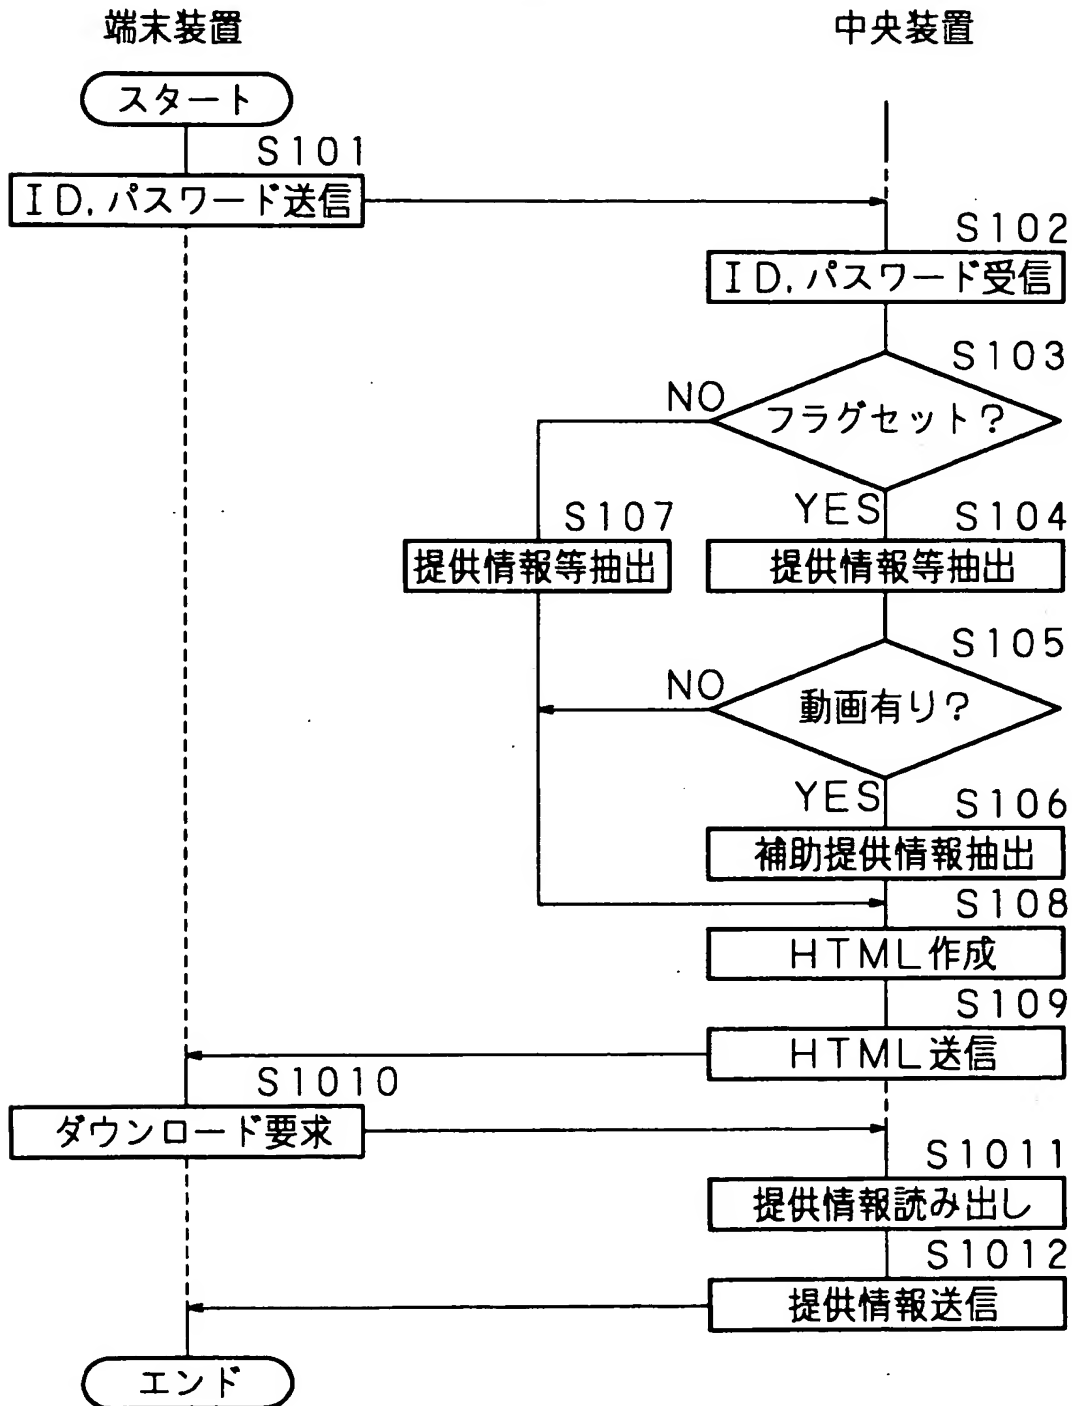 端末装置 中央装置
スタート
S101
ID,パスワード送信
S102
ID,パスワード受信
S103
NO
フラグセット?
YES
S107
S104
提供情報等抽出
提供情報等抽出
S105
NO
動画有り?
YES
S106
補助提供情報抽出
S108
HTML作成
S109
HTML送信
S1010
ダウンロード要求
S1011
提供情報読み出し
S1012
提供情報送信
エンド